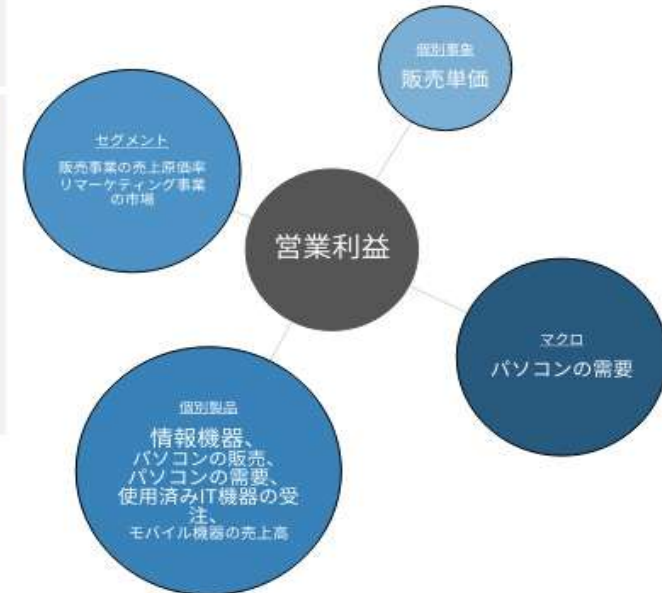 個別事象
販売単価
セグメント
販売事業の売上原価率
リマーケティング事業
の市場
営業利益
マクロ
パソコンの需要
個別製品
情報機器、
パソコンの販売、
パソコンの需要、
使用済みIT機器の受
注、
モバイル機器の売上高